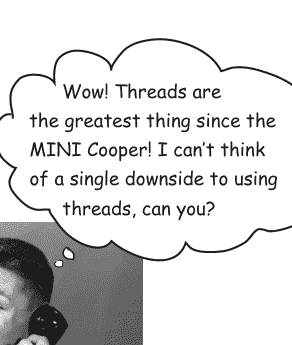 Wow! Threads are
the greatest thing since the
MINI Cooper! I can't think
of a single downside to using
threads, can you?